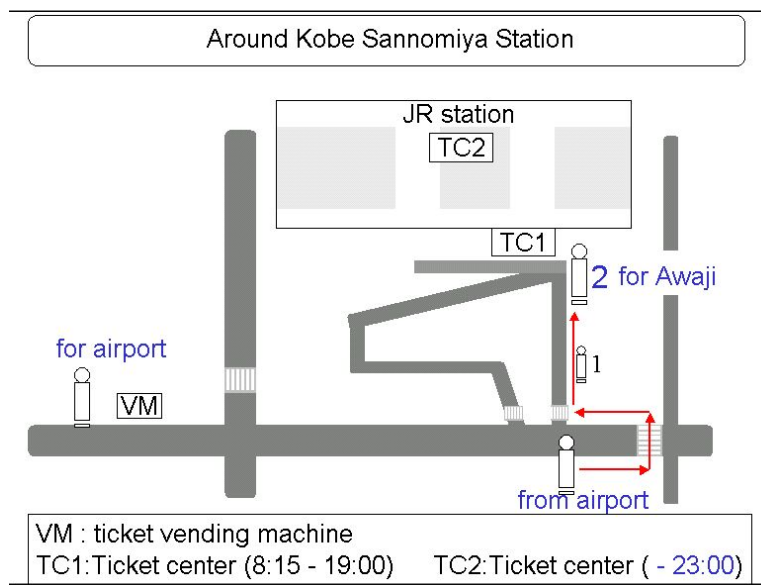 Around Kobe Sannomiya Station
JR station
TC2
TC1
2 for Awaji
1
for airport
VM
from airport
VM : ticket vending machine
TC1:Ticket center (8:15 - 19:00) TC2:Ticket center ( - 23:00)